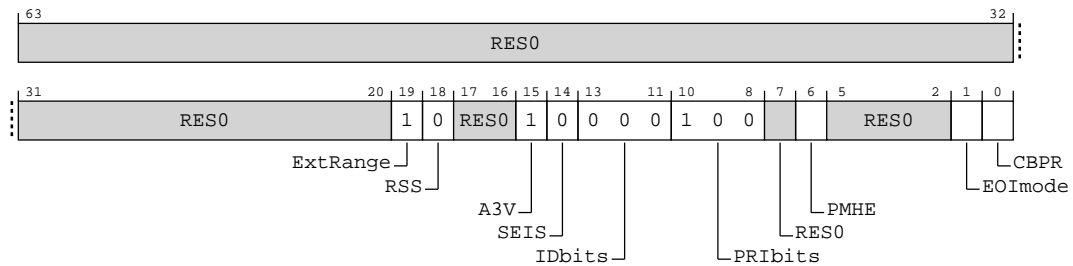 63 32
RES0
31 20 19 18 17 16 15 14 13 11 10 8 7 6 5 2 1 0
RES0 1 0 RES0 1 0 0 0 0 1 0 0 RES0
ExtRange CBPR
RSS EOImode
A3V PMHE
SEIS RES0
IDbits PRIbits